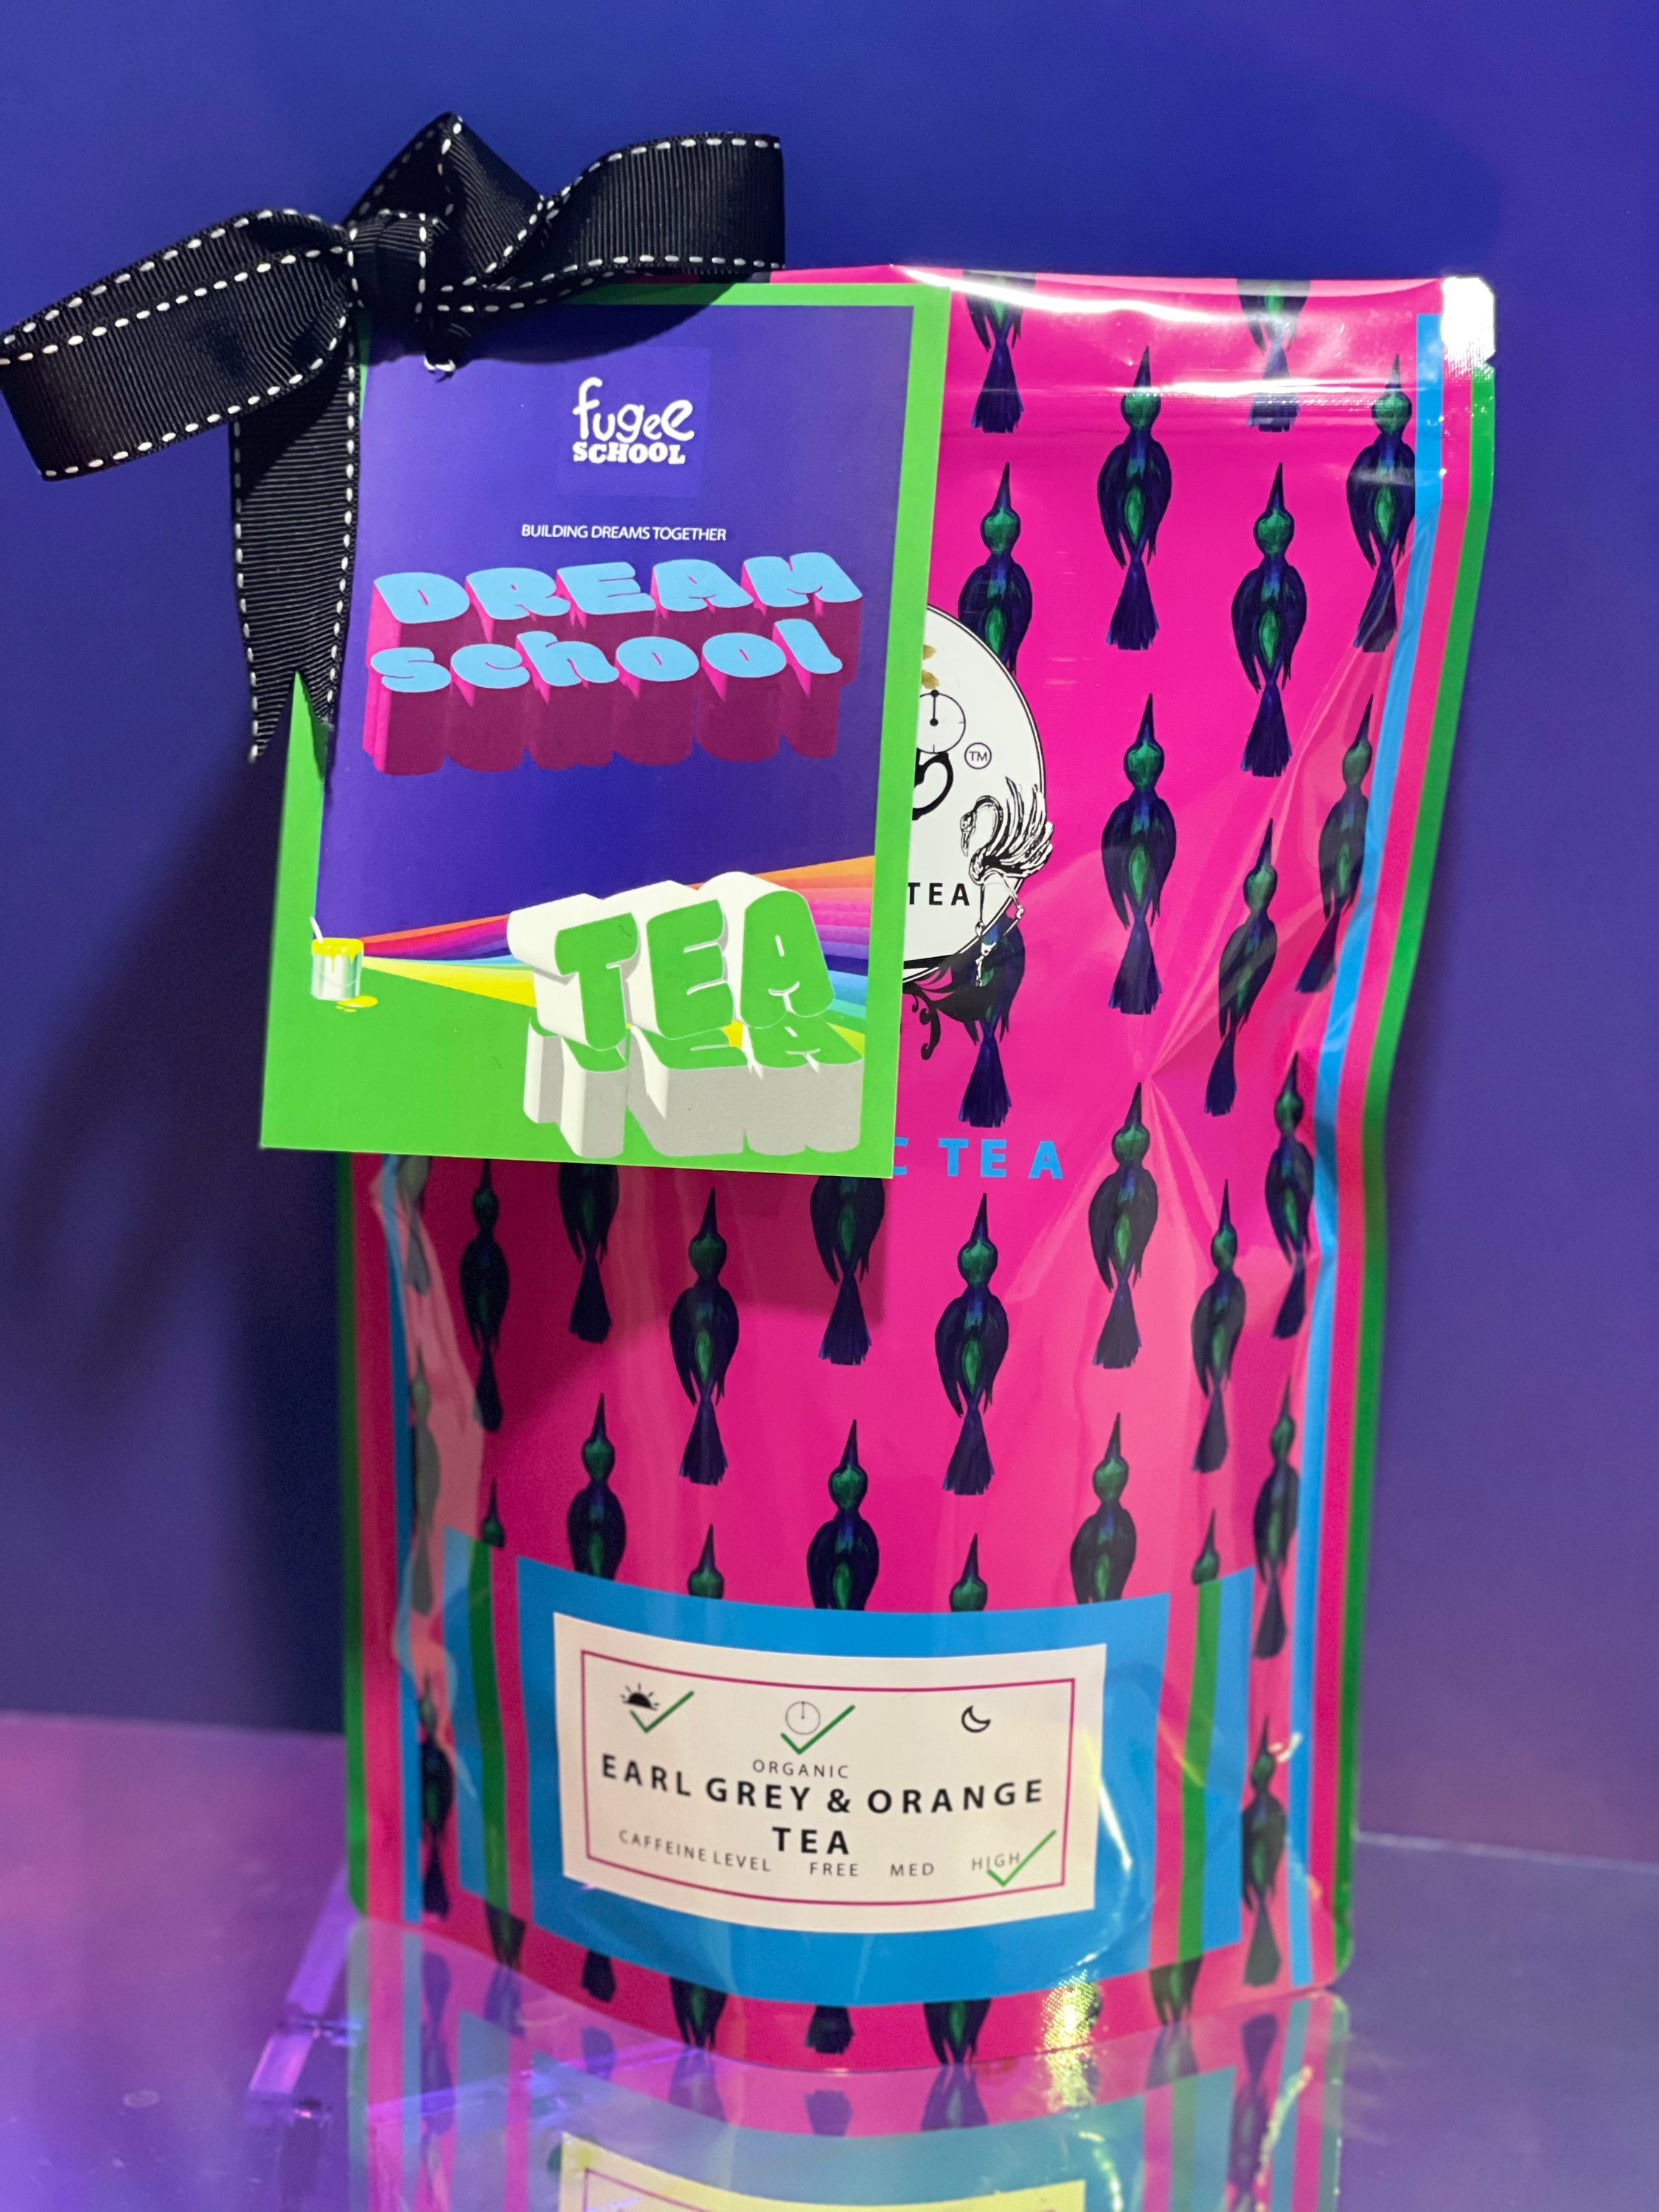 fugee
SCHOOL
BUILDING DREAMS TOGETHER
DREAM
school
TEA
TM
TEA
C TEA
ORGANIC
EARL GREY & ORANGE
TEA
CAFFEINE LEVEL FREE MED HIGH